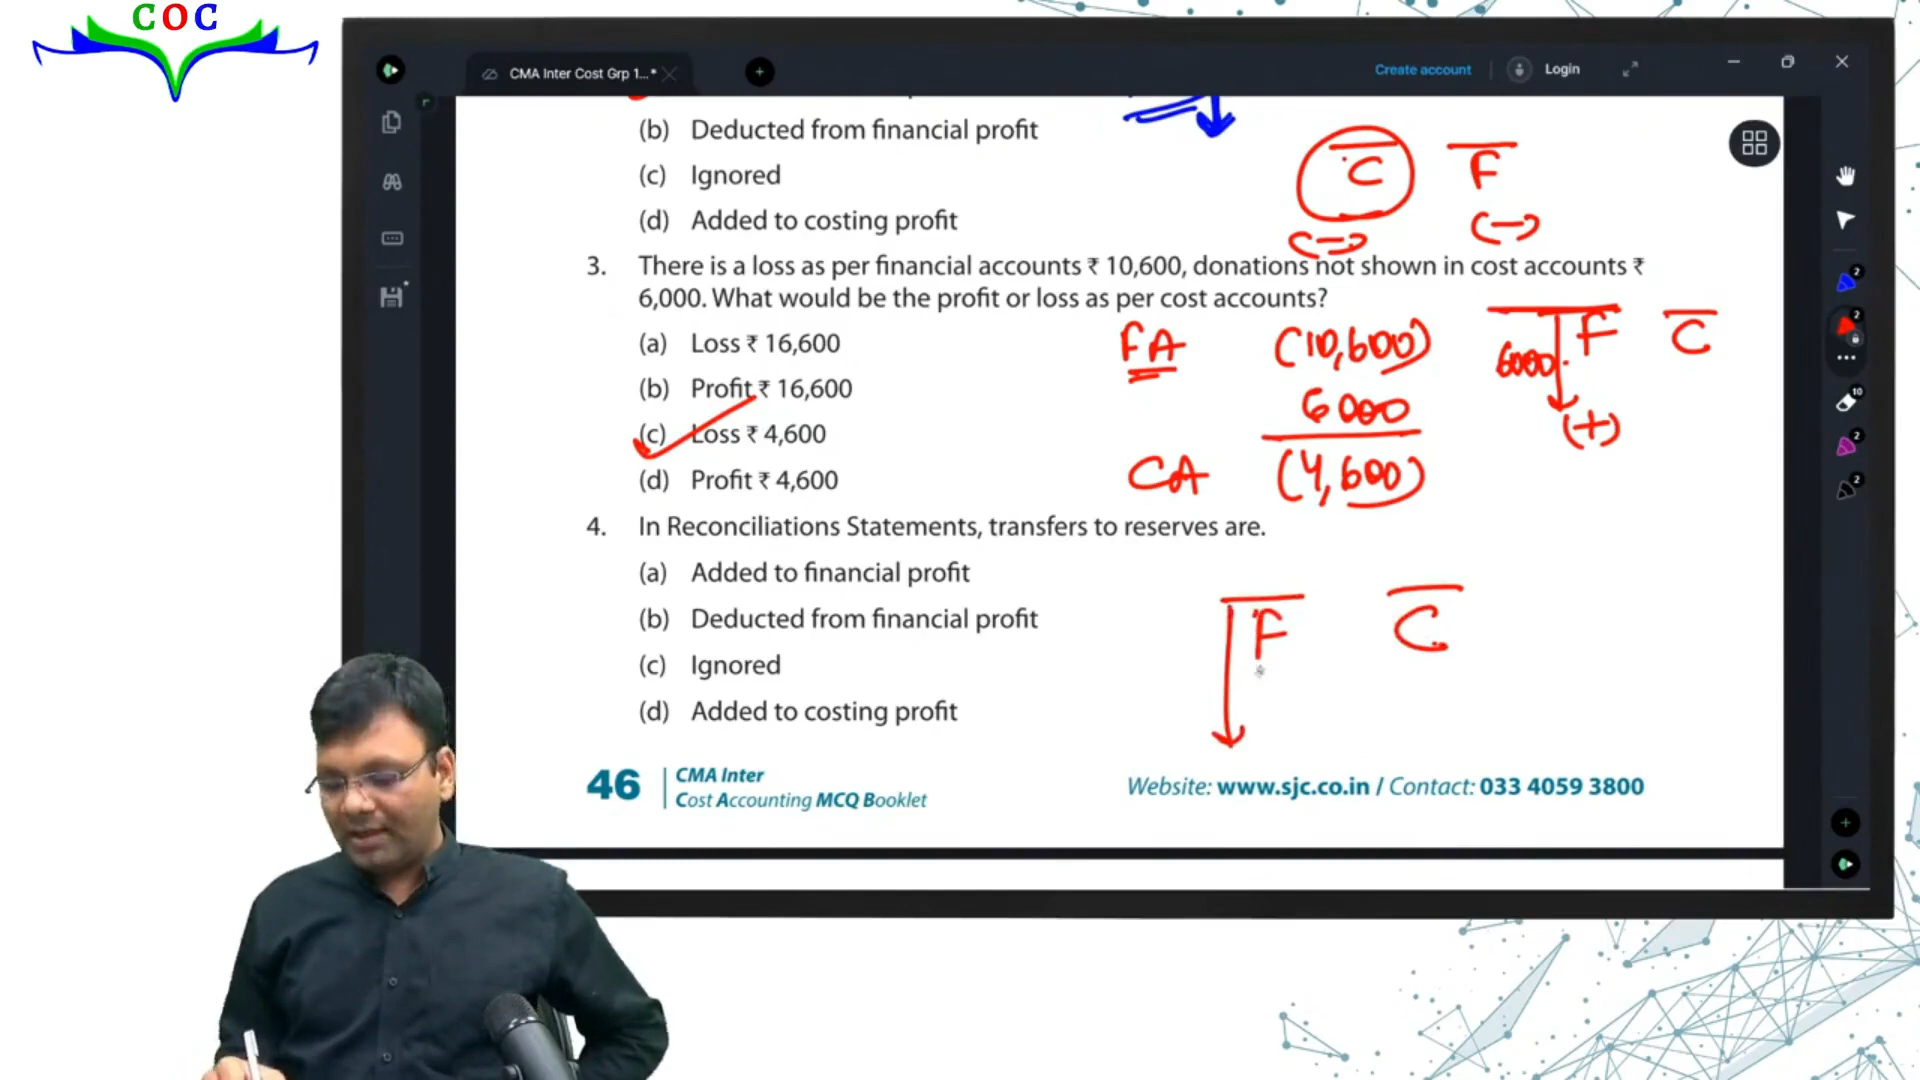 COC
CMA Inter Cost Grp 1...*
Create account
Login
(b) Deducted from financial profit
(c) Ignored
(d) Added to costing profit
C F
(-) (-)
3. There is a loss as per financial accounts ₹ 10,600, donations not shown in cost accounts ₹
6,000. What would be the profit or loss as per cost accounts?
(a) Loss ₹ 16,600
(b) Profit ₹ 16,600
(c) Loss ₹ 4,600
(d) Profit ₹ 4,600
FA (10,600)
6000
CA (4,600)
F C
6000
(+)
4. In Reconciliations Statements, transfers to reserves are.
(a) Added to financial profit
(b) Deducted from financial profit
(c) Ignored
(d) Added to costing profit
F C
46
CMA Inter
Cost Accounting MCQ Booklet
Website: www.sjc.co.in / Contact: 033 4059 3800
2
2
10
2
2